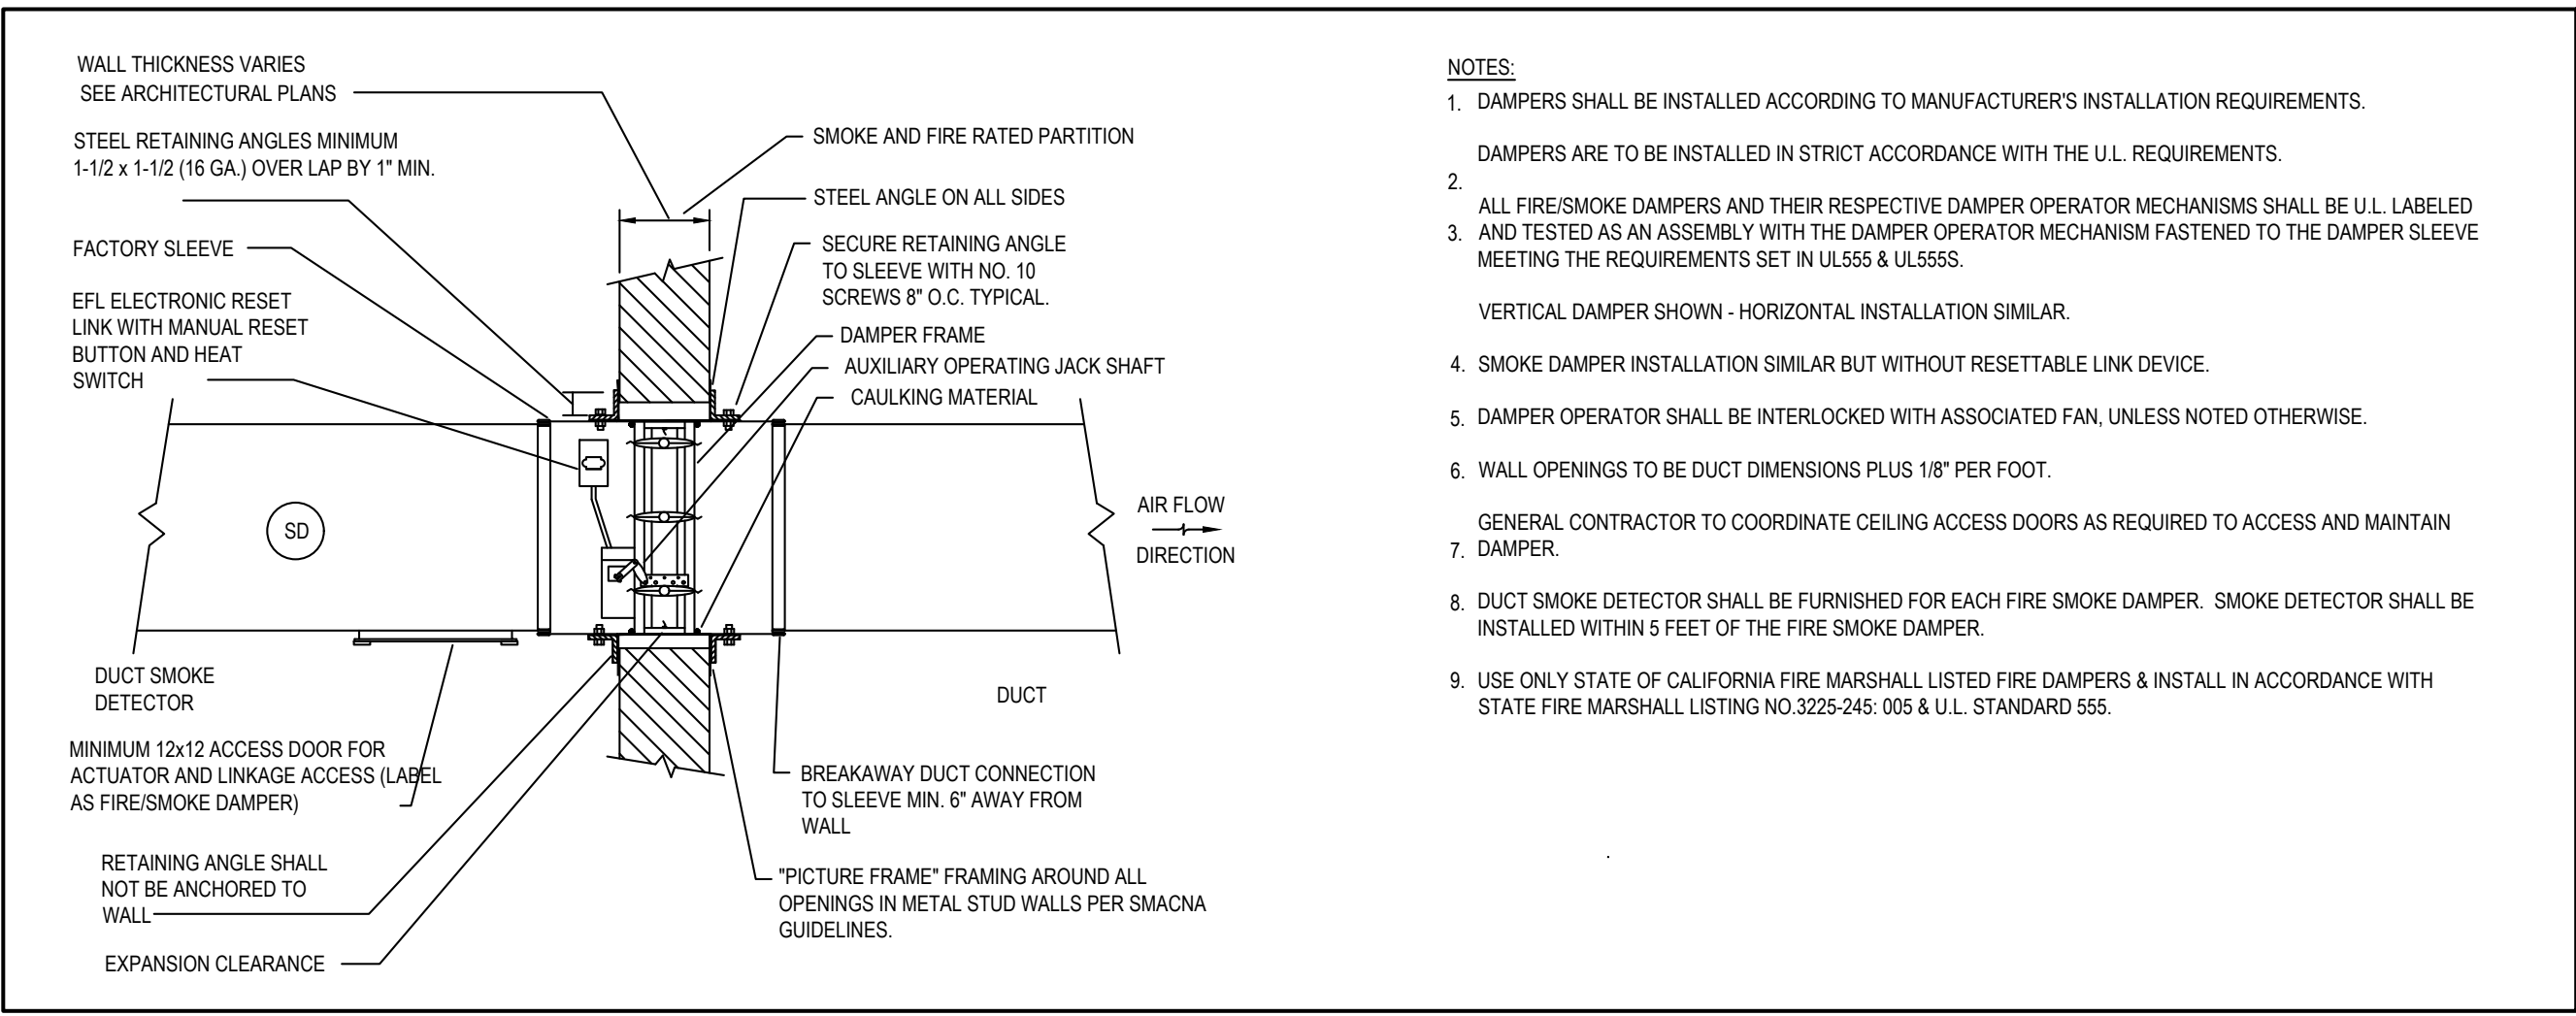 WALL THICKNESS VARIES
SEE ARCHITECTURAL PLANS
STEEL RETAINING ANGLES MINIMUM
1-1/2 x 1-1/2 (16 GA.) OVER LAP BY 1" MIN.
FACTORY SLEEVE
EFL ELECTRONIC RESET
LINK WITH MANUAL RESET
BUTTON AND HEAT
SWITCH
SD
DUCT SMOKE
DETECTOR
MINIMUM 12x12 ACCESS DOOR FOR
ACTUATOR AND LINKAGE ACCESS (LABEL
AS FIRE/SMOKE DAMPER)
RETAINING ANGLE SHALL
NOT BE ANCHORED TO
WALL
EXPANSION CLEARANCE
SMOKE AND FIRE RATED PARTITION
STEEL ANGLE ON ALL SIDES
SECURE RETAINING ANGLE
TO SLEEVE WITH NO. 10
SCREWS 8" O.C. TYPICAL.
DAMPER FRAME
AUXILIARY OPERATING JACK SHAFT
CAULKING MATERIAL
AIR FLOW
DIRECTION
DUCT
BREAKAWAY DUCT CONNECTION
TO SLEEVE MIN. 6" AWAY FROM
WALL
"PICTURE FRAME" FRAMING AROUND ALL
OPENINGS IN METAL STUD WALLS PER SMACNA
GUIDELINES.
NOTES:
1. DAMPERS SHALL BE INSTALLED ACCORDING TO MANUFACTURER'S INSTALLATION REQUIREMENTS.
DAMPERS ARE TO BE INSTALLED IN STRICT ACCORDANCE WITH THE U.L. REQUIREMENTS.
2.
ALL FIRE/SMOKE DAMPERS AND THEIR RESPECTIVE DAMPER OPERATOR MECHANISMS SHALL BE U.L. LABELED
3. AND TESTED AS AN ASSEMBLY WITH THE DAMPER OPERATOR MECHANISM FASTENED TO THE DAMPER SLEEVE
MEETING THE REQUIREMENTS SET IN UL555 & UL555S.
VERTICAL DAMPER SHOWN - HORIZONTAL INSTALLATION SIMILAR.
4. SMOKE DAMPER INSTALLATION SIMILAR BUT WITHOUT RESETTABLE LINK DEVICE.
5. DAMPER OPERATOR SHALL BE INTERLOCKED WITH ASSOCIATED FAN, UNLESS NOTED OTHERWISE.
6. WALL OPENINGS TO BE DUCT DIMENSIONS PLUS 1/8" PER FOOT.
GENERAL CONTRACTOR TO COORDINATE CEILING ACCESS DOORS AS REQUIRED TO ACCESS AND MAINTAIN
7. DAMPER.
8. DUCT SMOKE DETECTOR SHALL BE FURNISHED FOR EACH FIRE SMOKE DAMPER. SMOKE DETECTOR SHALL BE
INSTALLED WITHIN 5 FEET OF THE FIRE SMOKE DAMPER.
9. USE ONLY STATE OF CALIFORNIA FIRE MARSHALL LISTED FIRE DAMPERS & INSTALL IN ACCORDANCE WITH
STATE FIRE MARSHALL LISTING NO.3225-245: 005 & U.L. STANDARD 555.